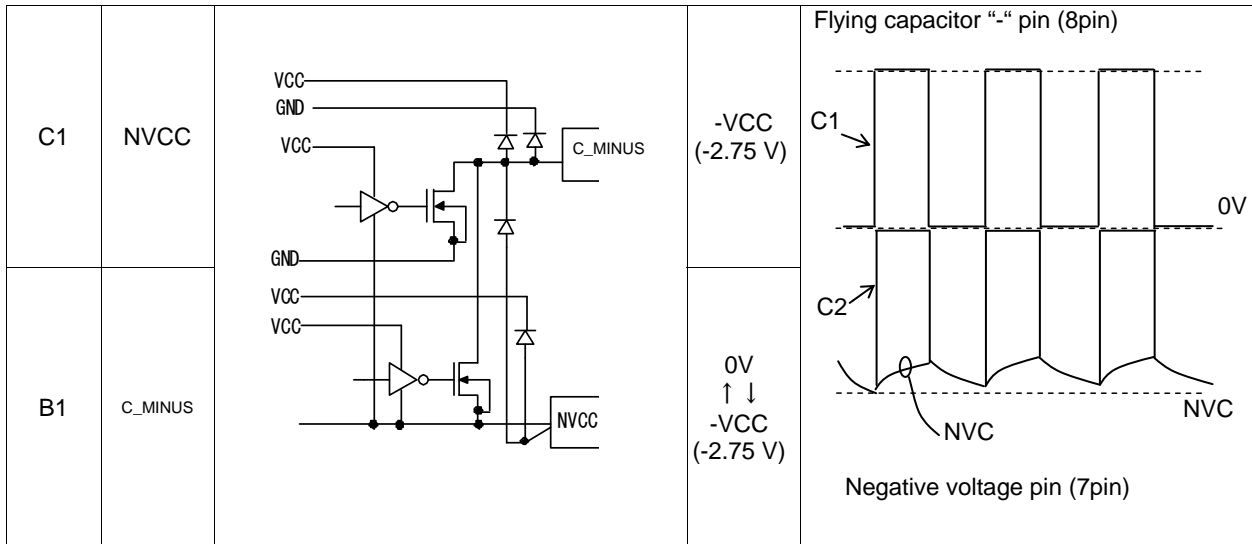 C1
NVCC
VCC
GND
VCC
C_MINUS
GND
-VCC
(-2.75 V)
B1
C_MINUS
VCC
VCC
NVCC
0V
↑ ↓
-VCC
(-2.75 V)
Flying capacitor “-“ pin (8pin)
C1
0V
C2
NVC
NVC
Negative voltage pin (7pin)